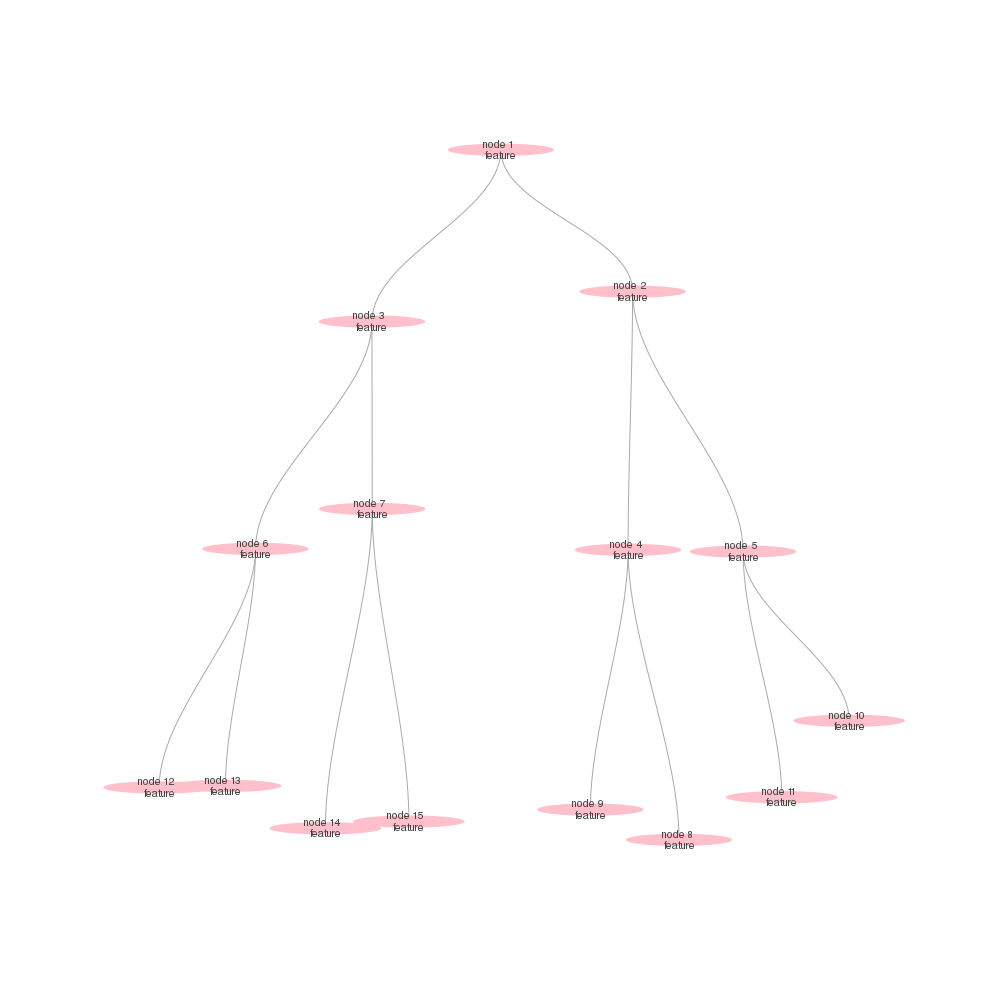 node 1
feature
node 2
feature
node 3
feature
node 7
feature
node 6
feature
node 4
feature
node 5
feature
node 10
feature
node 12
feature
node 13
feature
node 11
feature
node 9
feature
node 14
feature
node 15
feature
node 8
feature